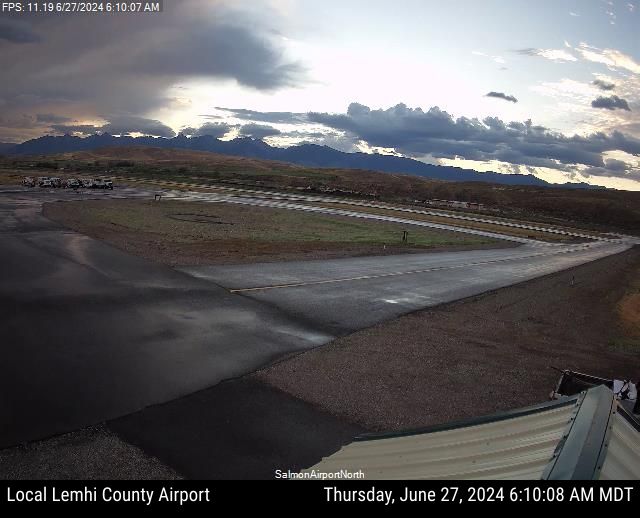 FPS: 11.19 6/27/2024 6:10:07 AM
SalmonAirportNorth
Local Lemhi County Airport
Thursday, June 27, 2024 6:10:08 AM MDT